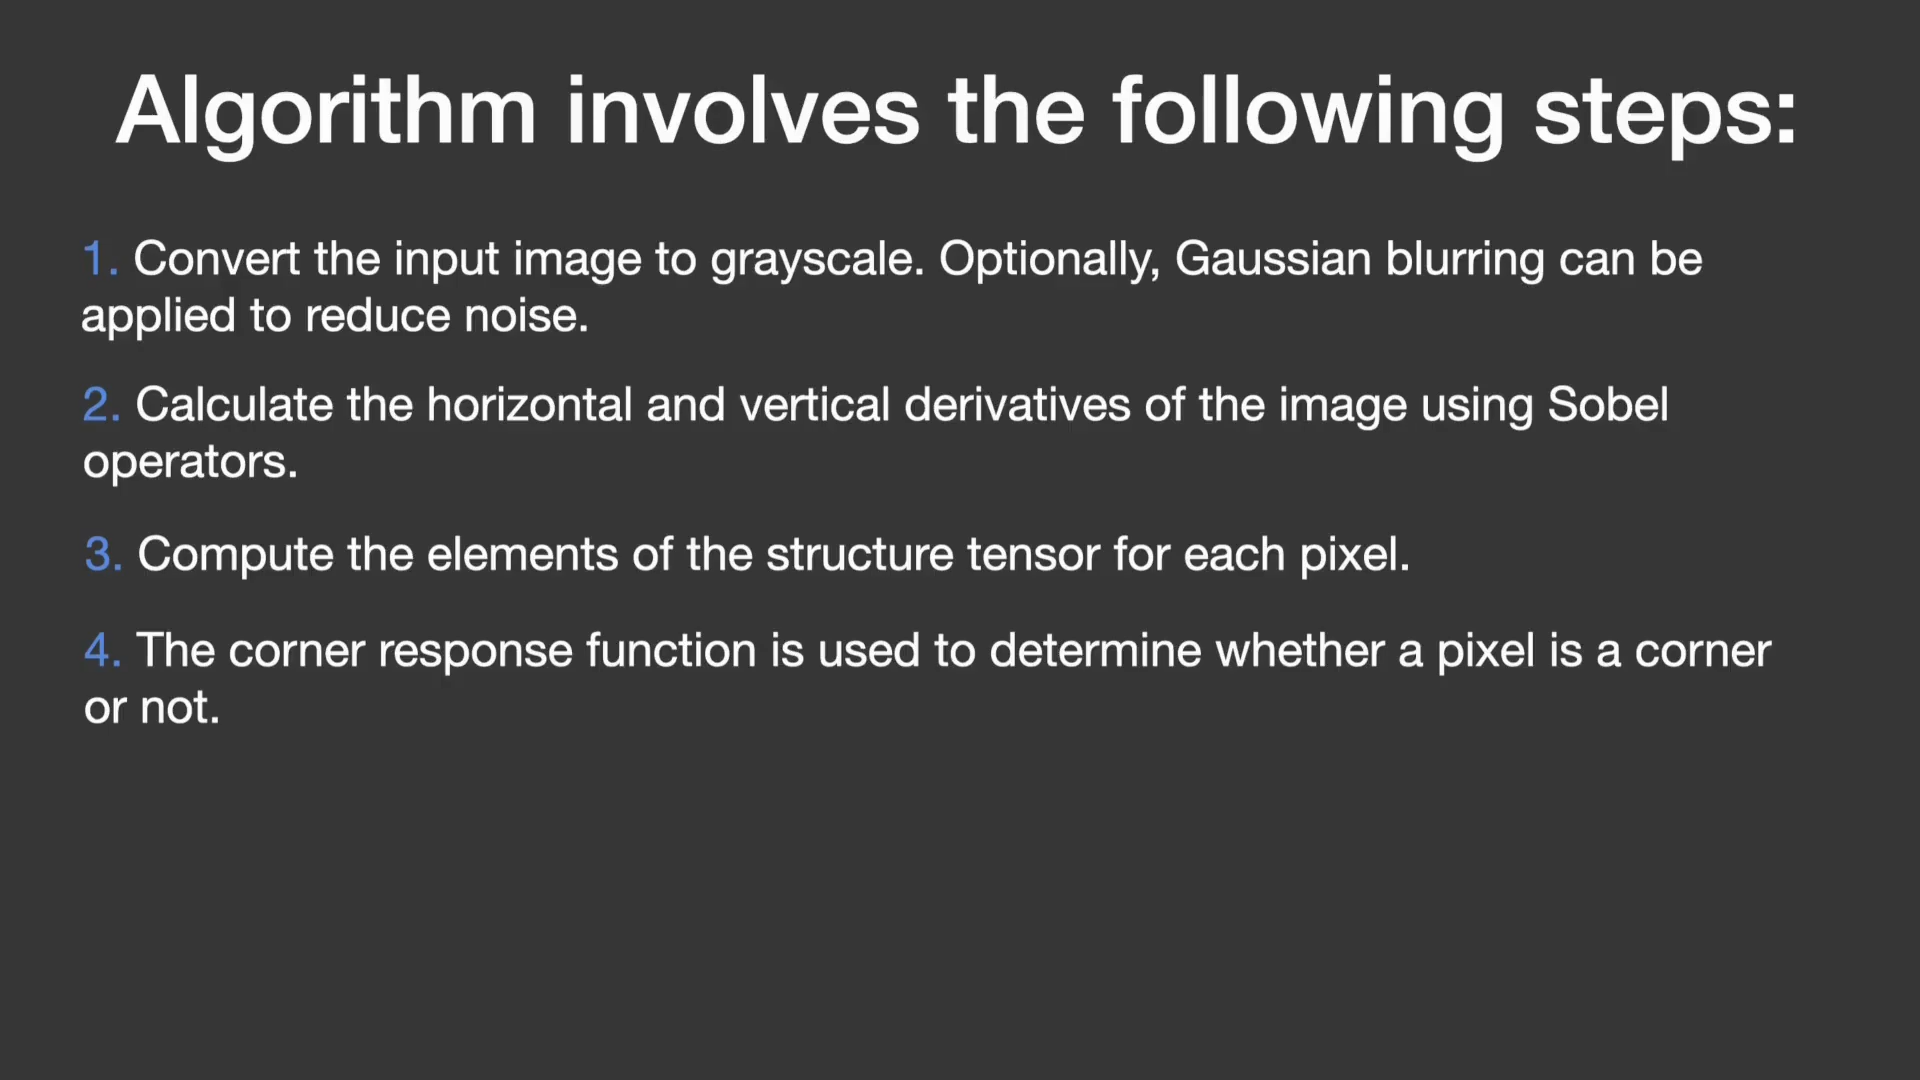 Algorithm involves the following steps:
1. Convert the input image to grayscale. Optionally, Gaussian blurring can be
applied to reduce noise.
2. Calculate the horizontal and vertical derivatives of the image using Sobel
operators.
3. Compute the elements of the structure tensor for each pixel.
4. The corner response function is used to determine whether a pixel is a corner
or not.